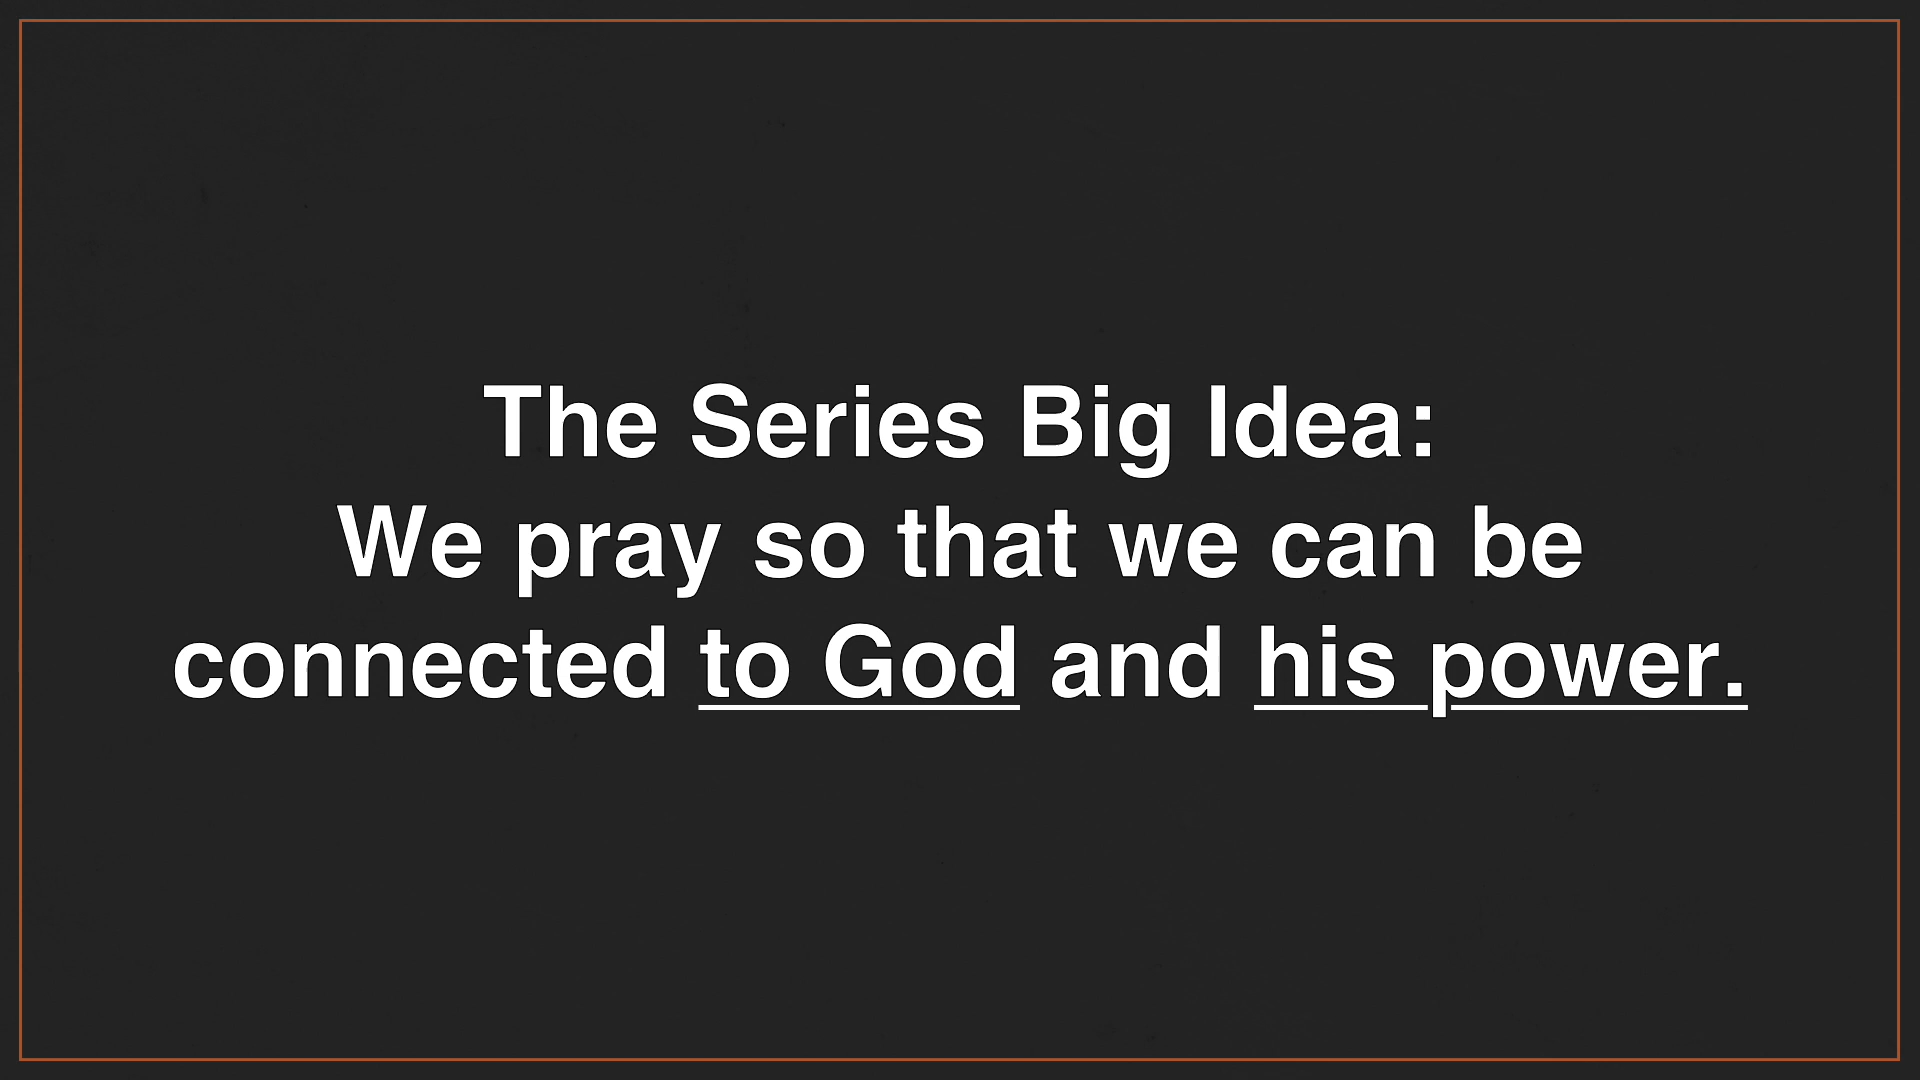 The Series Big Idea:
We pray so that we can be
connected to God and his power.